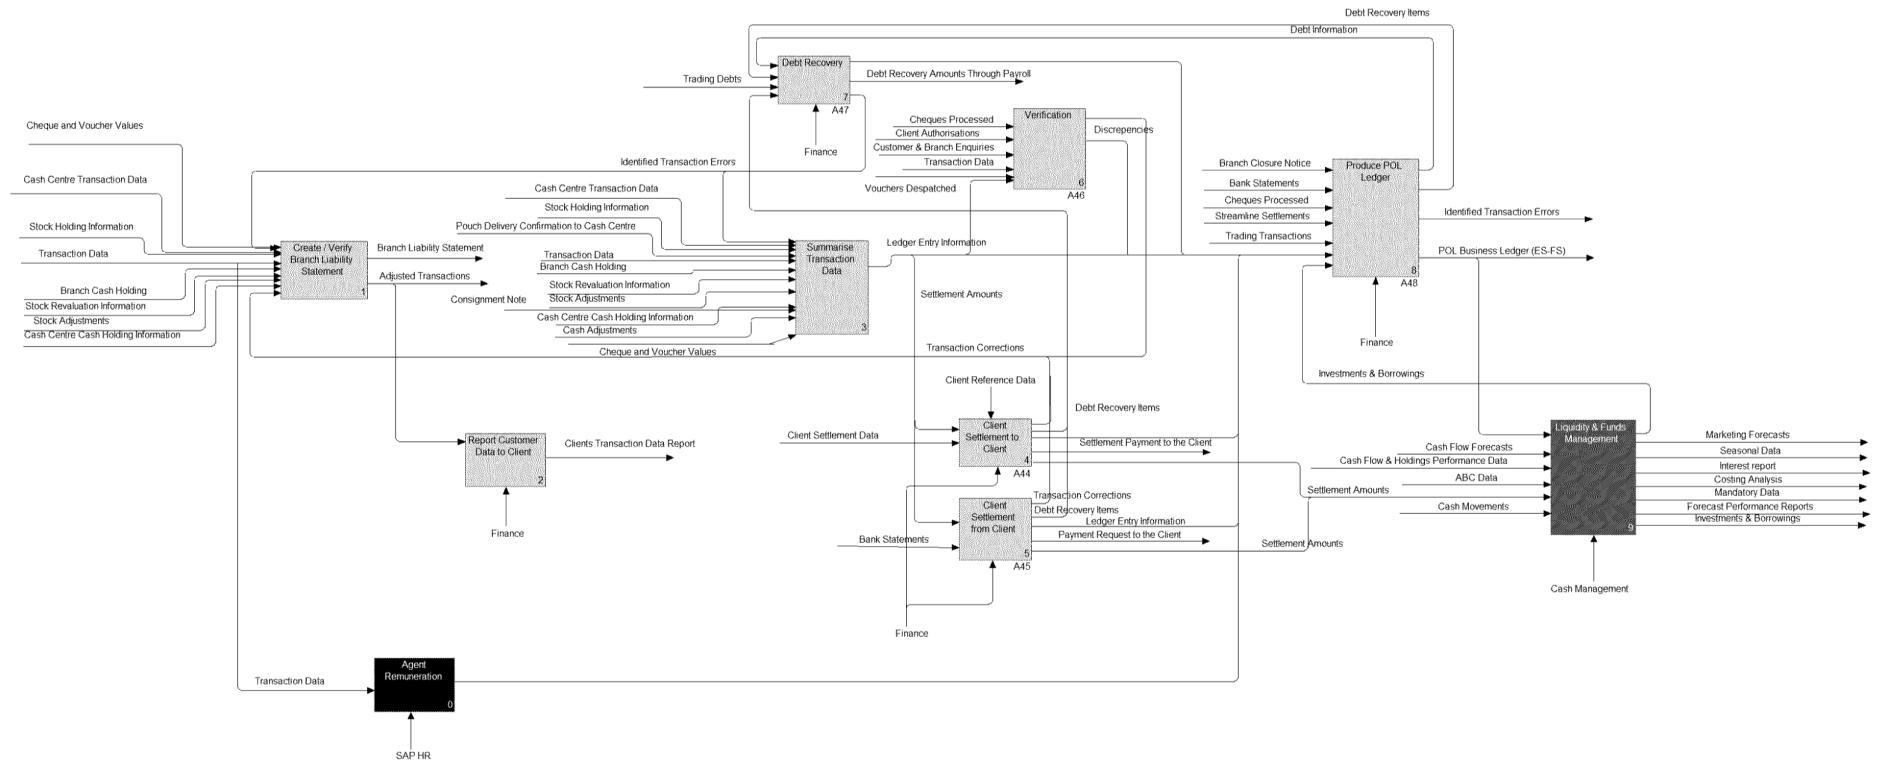 Debt Recovery Items
Debt Information
Debt Recovery
7
A47
Trading Debts
Debt Recovery Amounts Through Payroll
Finance
Cheque and Voucher Values
Cash Centre Transaction Data
Stock Holding Information
Transaction Data
Branch Cash Holding
Stock Revaluation Information
Stock Adjustments
Cash Centre Cash Holding Information
Create / Verify
Branch Liability
Statement
1
Branch Liability Statement
Adjusted Transactions
Identified Transaction Errors
Cash Centre Transaction Data
Stock Holding Information
Pouch Delivery Confirmation to Cash Centre
Transaction Data
Branch Cash Holding
Stock Revaluation Information
Stock Adjustments
Consignment Note
Cash Centre Cash Holding Information
Cash Adjustments
Cheque and Voucher Values
Summarise
Transaction
Data
3
Ledger Entry Information
Settlement Amounts
Transaction Corrections
Cheques Processed
Client Authorisations
Customer & Branch Enquiries
Transaction Data
Vouchers Despatched
Verification
6
A46
Discrepencies
Branch Closure Notice
Bank Statements
Cheques Processed
Streamline Settlements
Trading Transactions
Produce POL
Ledger
8
A48
Finance
Identified Transaction Errors
POL Business Ledger (ES-FS)
Investments & Borrowings
Report Customer
Data to Client
2
Clients Transaction Data Report
Finance
Client Reference Data
Client Settlement Data
Client
Settlement to
Client
4
A44
Debt Recovery Items
Settlement Payment to the Client
Client
Settlement
from Client
5
A45
Bank Statements
Transaction Corrections
Debt Recovery Items
Ledger Entry Information
Payment Request to the Client
Settlement Amounts
Finance
Cash Flow Forecasts
Cash Flow & Holdings Performance Data
ABC Data
Settlement Amounts
Cash Movements
Liquidity & Funds
Management
9
Cash Management
Marketing Forecasts
Seasonal Data
Interest report
Costing Analysis
Mandatory Data
Forecast Performance Reports
Investments & Borrowings
Transaction Data
Agent
Remuneration
0
SAP HR